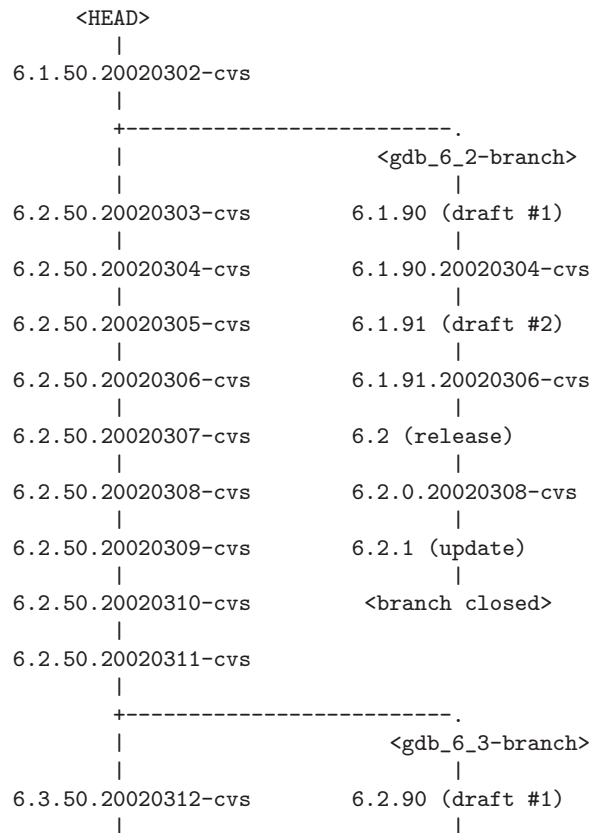 <HEAD>
        |
6.1.50.20020302-cvs
        |
        +--------------------------.
        |                    <gdb_6_2-branch>
        |                          |
6.2.50.20020303-cvs        6.1.90 (draft #1)
        |                          |
6.2.50.20020304-cvs        6.1.90.20020304-cvs
        |                          |
6.2.50.20020305-cvs        6.1.91 (draft #2)
        |                          |
6.2.50.20020306-cvs        6.1.91.20020306-cvs
        |                          |
6.2.50.20020307-cvs        6.2 (release)
        |                          |
6.2.50.20020308-cvs        6.2.0.20020308-cvs
        |                          |
6.2.50.20020309-cvs        6.2.1 (update)
        |                          |
6.2.50.20020310-cvs         <branch closed>
        |
6.2.50.20020311-cvs
        |
        +--------------------------.
        |                     <gdb_6_3-branch>
        |                          |
6.3.50.20020312-cvs        6.2.90 (draft #1)
        |                          |